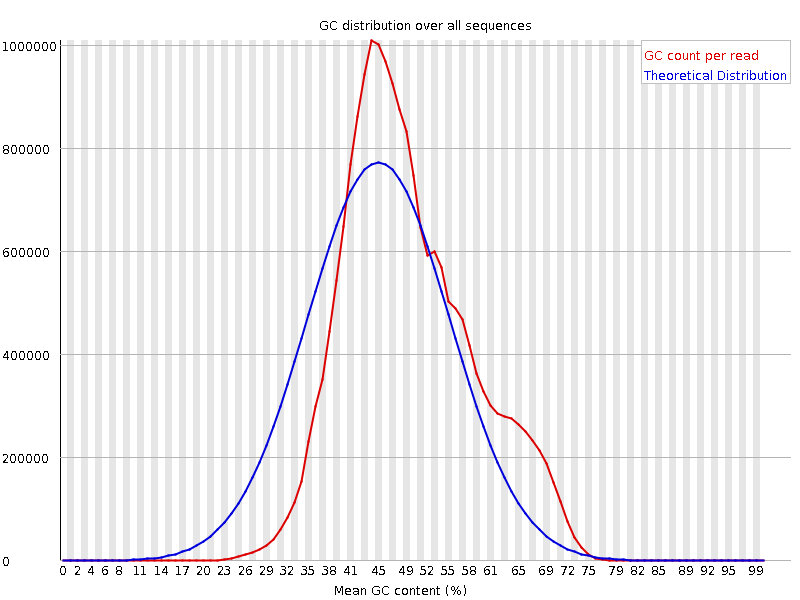 GC distribution over all sequences
GC count per read
Theoretical Distribution
1000000
800000
600000
400000
200000
0
0 2 4 6 8 11 14 17 20 23 26 29 32 35 38 41 45 49 52 55 58 61 65 69 72 75 79 82 85 89 92 95 99
Mean GC content (%)